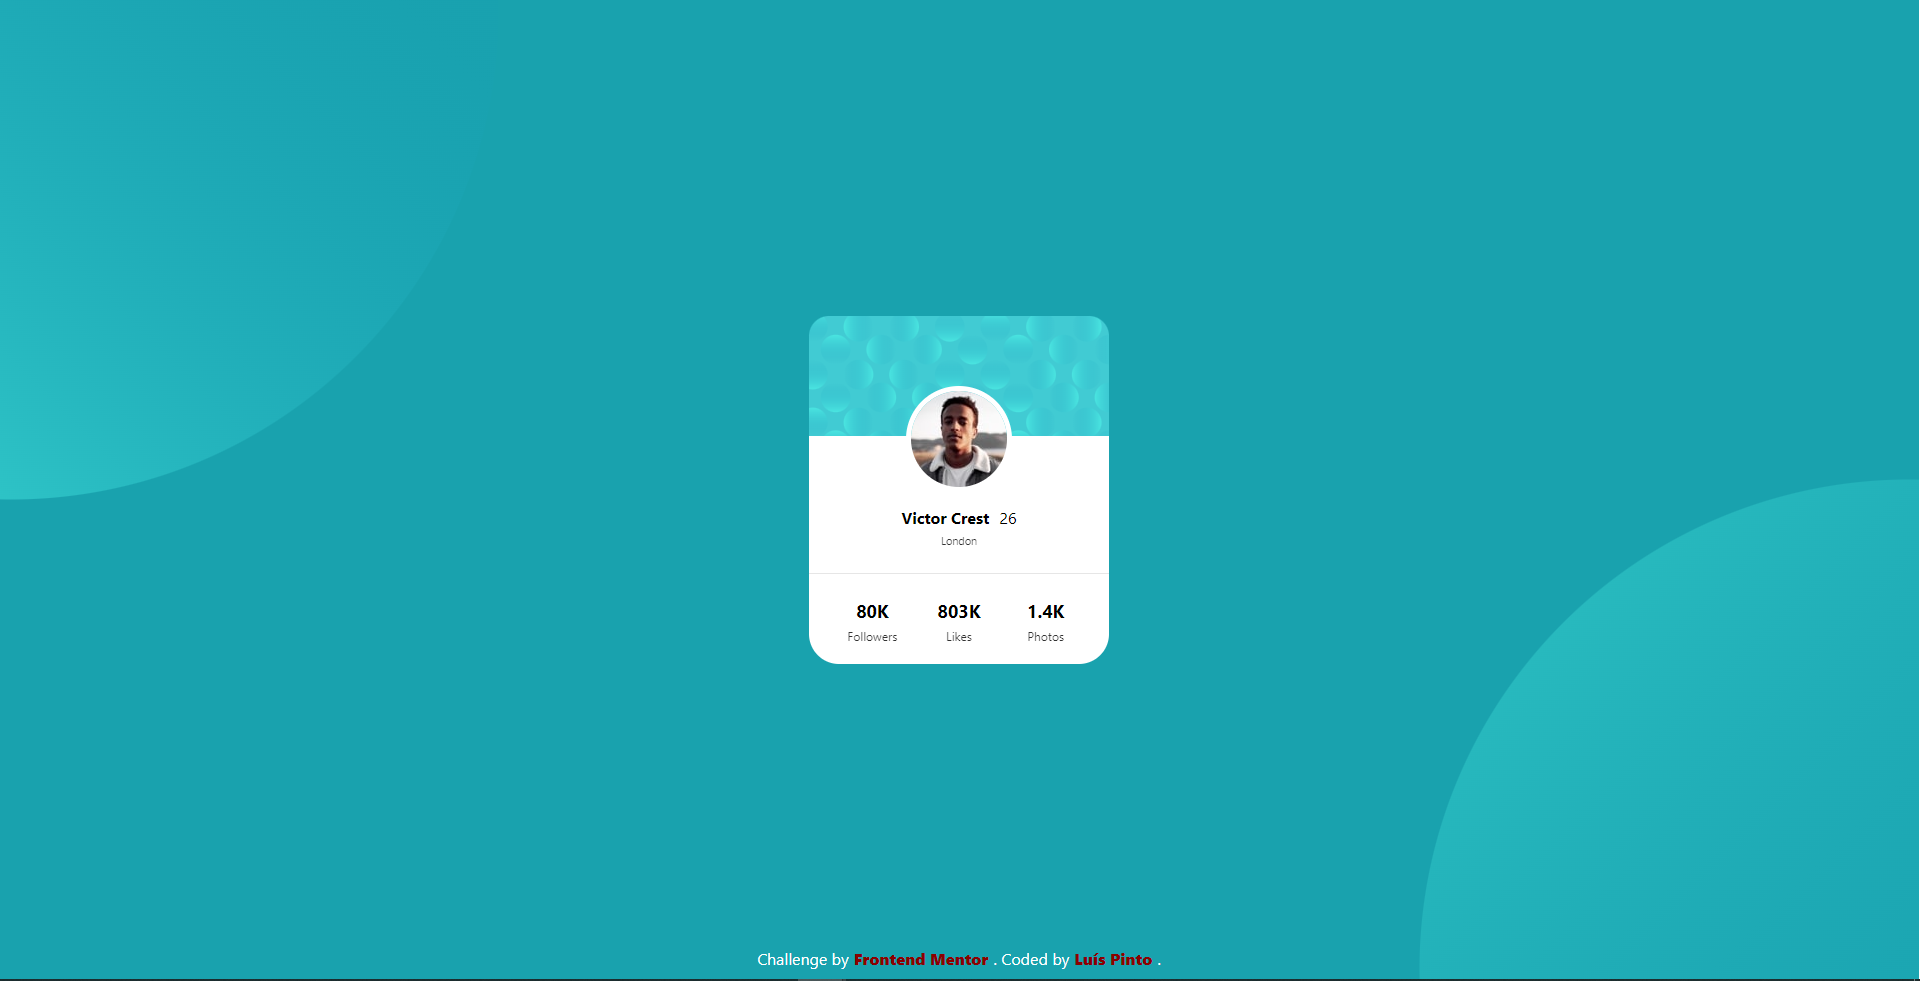 Victor Crest 26
London
80K 803K 1.4K
Followers Likes Photos
Challenge by Frontend Mentor . Coded by Luís Pinto .